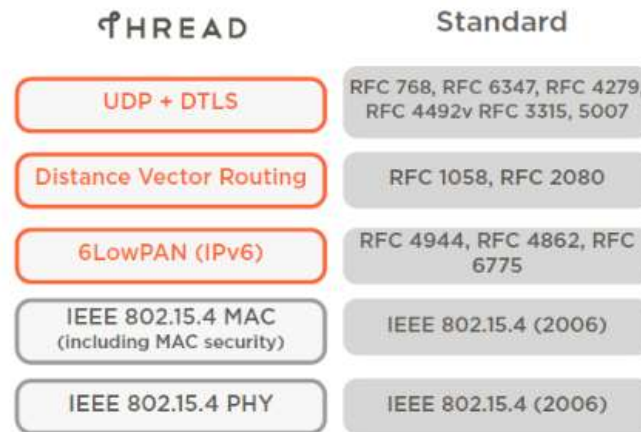 THREAD
Standard
UDP + DTLS
RFC 768, RFC 6347, RFC 4279,
RFC 4492v RFC 3315, 5007
Distance Vector Routing
RFC 1058, RFC 2080
6LowPAN (IPv6)
RFC 4944, RFC 4862, RFC
6775
IEEE 802.15.4 MAC
(including MAC security)
IEEE 802.15.4 (2006)
IEEE 802.15.4 PHY
IEEE 802.15.4 (2006)